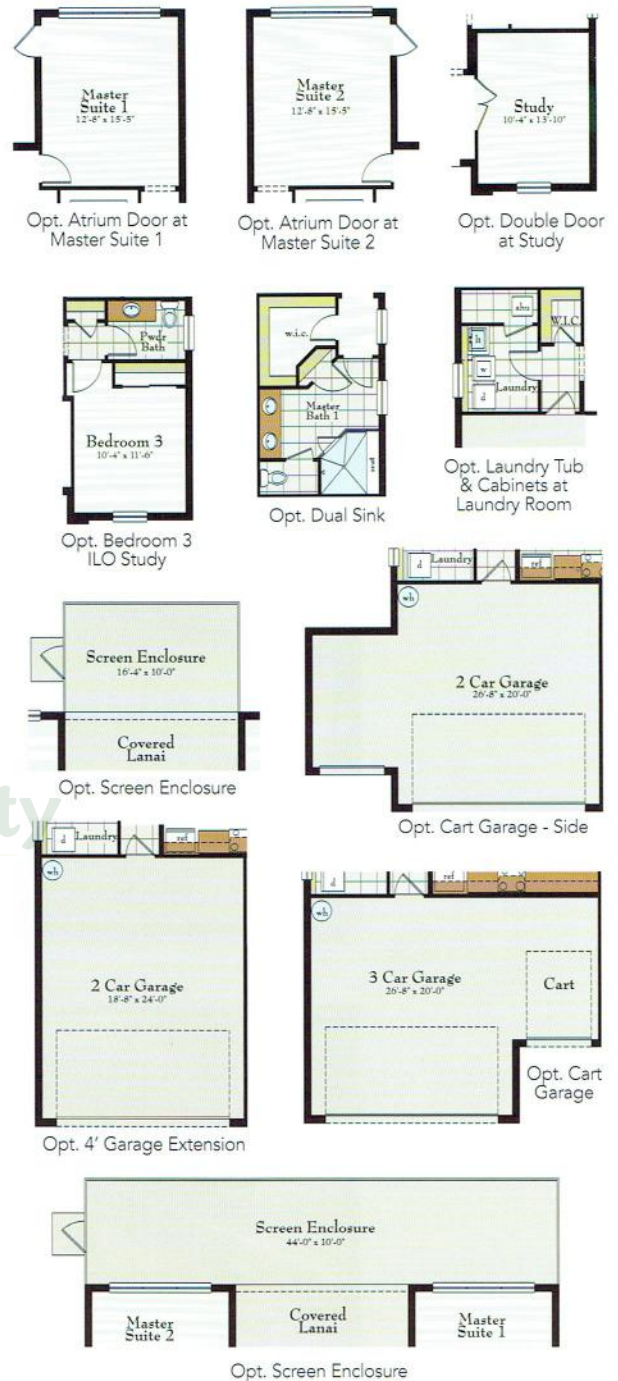 Master
Suite 1
12'-8" x 15'-5"
Opt. Atrium Door at
Master Suite 1
Master
Suite 2
12'-8" x 15'-5"
Opt. Atrium Door at
Master Suite 2
Study
10'-4" x 13'-10"
Opt. Double Door
at Study
Pwdr
Bath
Bedroom 3
10'-4" x 11'-6"
Opt. Bedroom 3
ILO Study
w.i.c.
Master
Bath 1
seat
Opt. Dual Sink
ahu
W.I.C
lt
w
d
Laundry
Opt. Laundry Tub
& Cabinets at
Laundry Room
Screen Enclosure
16'-4" x 10'-0"
Covered
Lanai
Opt. Screen Enclosure
d
Laundry
ref
wh
2 Car Garage
26'-8" x 20'-0"
Opt. Cart Garage - Side
ty
d
Laundry
ref
wh
2 Car Garage
18'-8" x 24'-0"
Opt. 4' Garage Extension
d
ref
wh
3 Car Garage
26'-8" x 20'-0"
Cart
Opt. Cart
Garage
Screen Enclosure
44'-0" x 10'-0"
Master
Suite 2
Covered
Lanai
Master
Suite 1
Opt. Screen Enclosure